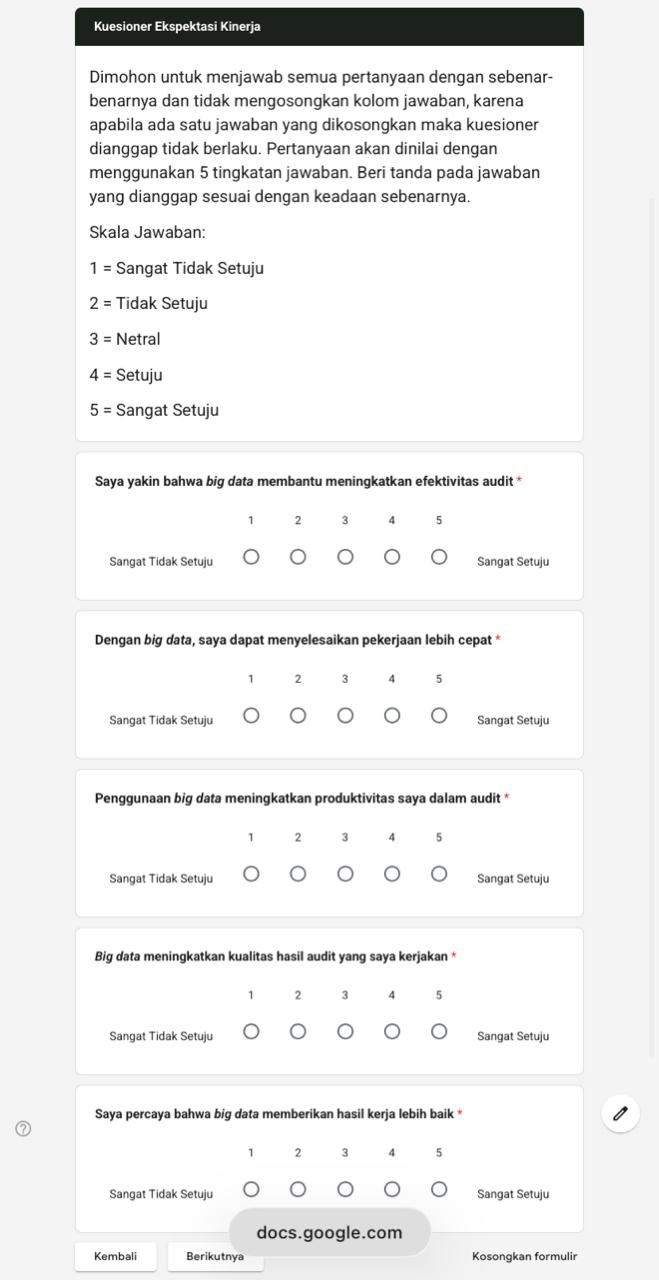 Kuesioner Ekspektasi Kinerja
Dimohon untuk menjawab semua pertanyaan dengan sebenar-
benarnya dan tidak mengosongkan kolom jawaban, karena
apabila ada satu jawaban yang dikosongkan maka kuesioner
dianggap tidak berlaku. Pertanyaan akan dinilai dengan
menggunakan 5 tingkatan jawaban. Beri tanda pada jawaban
yang dianggap sesuai dengan keadaan sebenarnya.
Skala Jawaban:
1 = Sangat Tidak Setuju
2 = Tidak Setuju
3 = Netral
4 = Setuju
5 = Sangat Setuju
Saya yakin bahwa big data membantu meningkatkan efektivitas audit *
1 2 3 4 5
Sangat Tidak Setuju Sangat Setuju
Dengan big data, saya dapat menyelesaikan pekerjaan lebih cepat *
1 2 3 4 5
Sangat Tidak Setuju Sangat Setuju
Penggunaan big data meningkatkan produktivitas saya dalam audit *
1 2 3 4 5
Sangat Tidak Setuju Sangat Setuju
Big data meningkatkan kualitas hasil audit yang saya kerjakan *
1 2 3 4 5
Sangat Tidak Setuju Sangat Setuju
Saya percaya bahwa big data memberikan hasil kerja lebih baik *
1 2 3 4 5
Sangat Tidak Setuju Sangat Setuju
docs.google.com
Kembali Berikutnya Kosongkan formulir